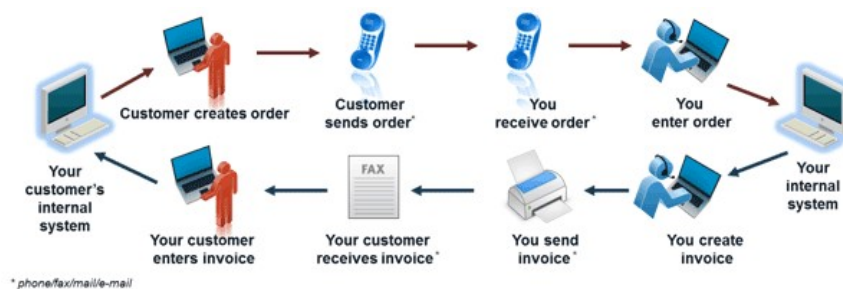 Customer creates order
Customer
sends order*
You
receive order*
You
enter order
Your
customer's
internal
system
Your
internal
system
FAX
Your customer
enters invoice
Your customer
receives invoice*
You send
invoice*
You create
invoice
* phone/fax/mail/e-mail